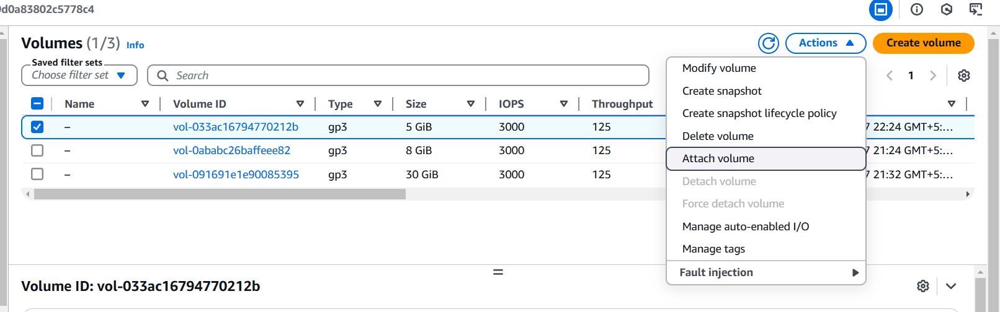 d0a83802c5778c4
Volumes (1/3) Info
Actions
Create volume
Saved filter sets
Choose filter set
Search
1
Name Volume ID Type Size IOPS Throughput
– vol-033ac16794770212b gp3 5 GiB 3000 125 7 22:24 GMT+5:...
– vol-0ababc26baffeee82 gp3 8 GiB 3000 125 7 21:24 GMT+5:...
– vol-091691e1e90085395 gp3 30 GiB 3000 125 7 21:32 GMT+5:...
Modify volume
Create snapshot
Create snapshot lifecycle policy
Delete volume
Attach volume
Detach volume
Force detach volume
Manage auto-enabled I/O
Manage tags
Fault injection
Volume ID: vol-033ac16794770212b